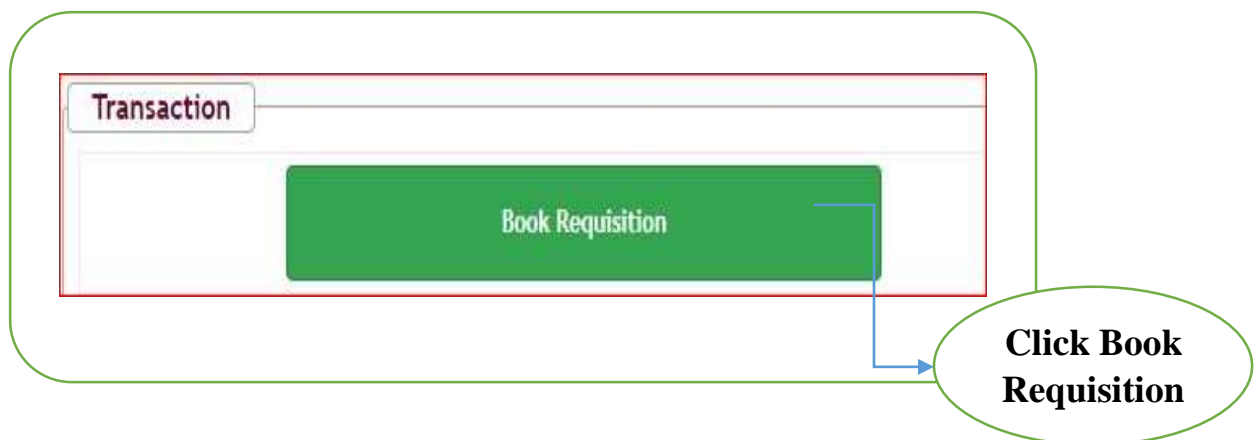 Transaction
Book Requisition
Click Book
Requisition